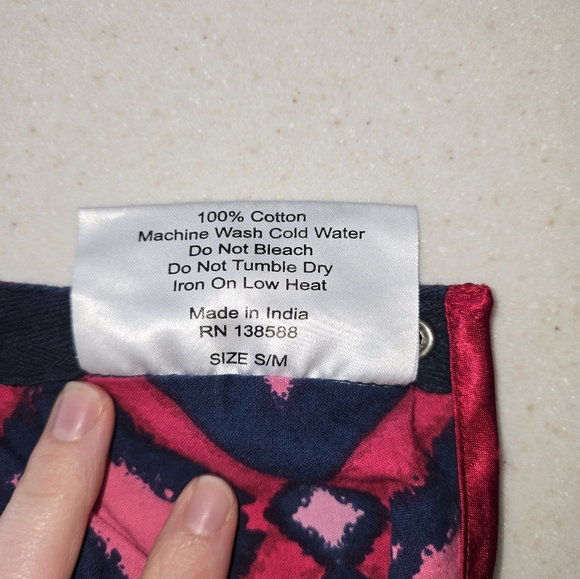 100% Cotton
Machine Wash Cold Water
Do Not Bleach
Do Not Tumble Dry
Iron On Low Heat
Made in India
RN 138588
SIZE S/M